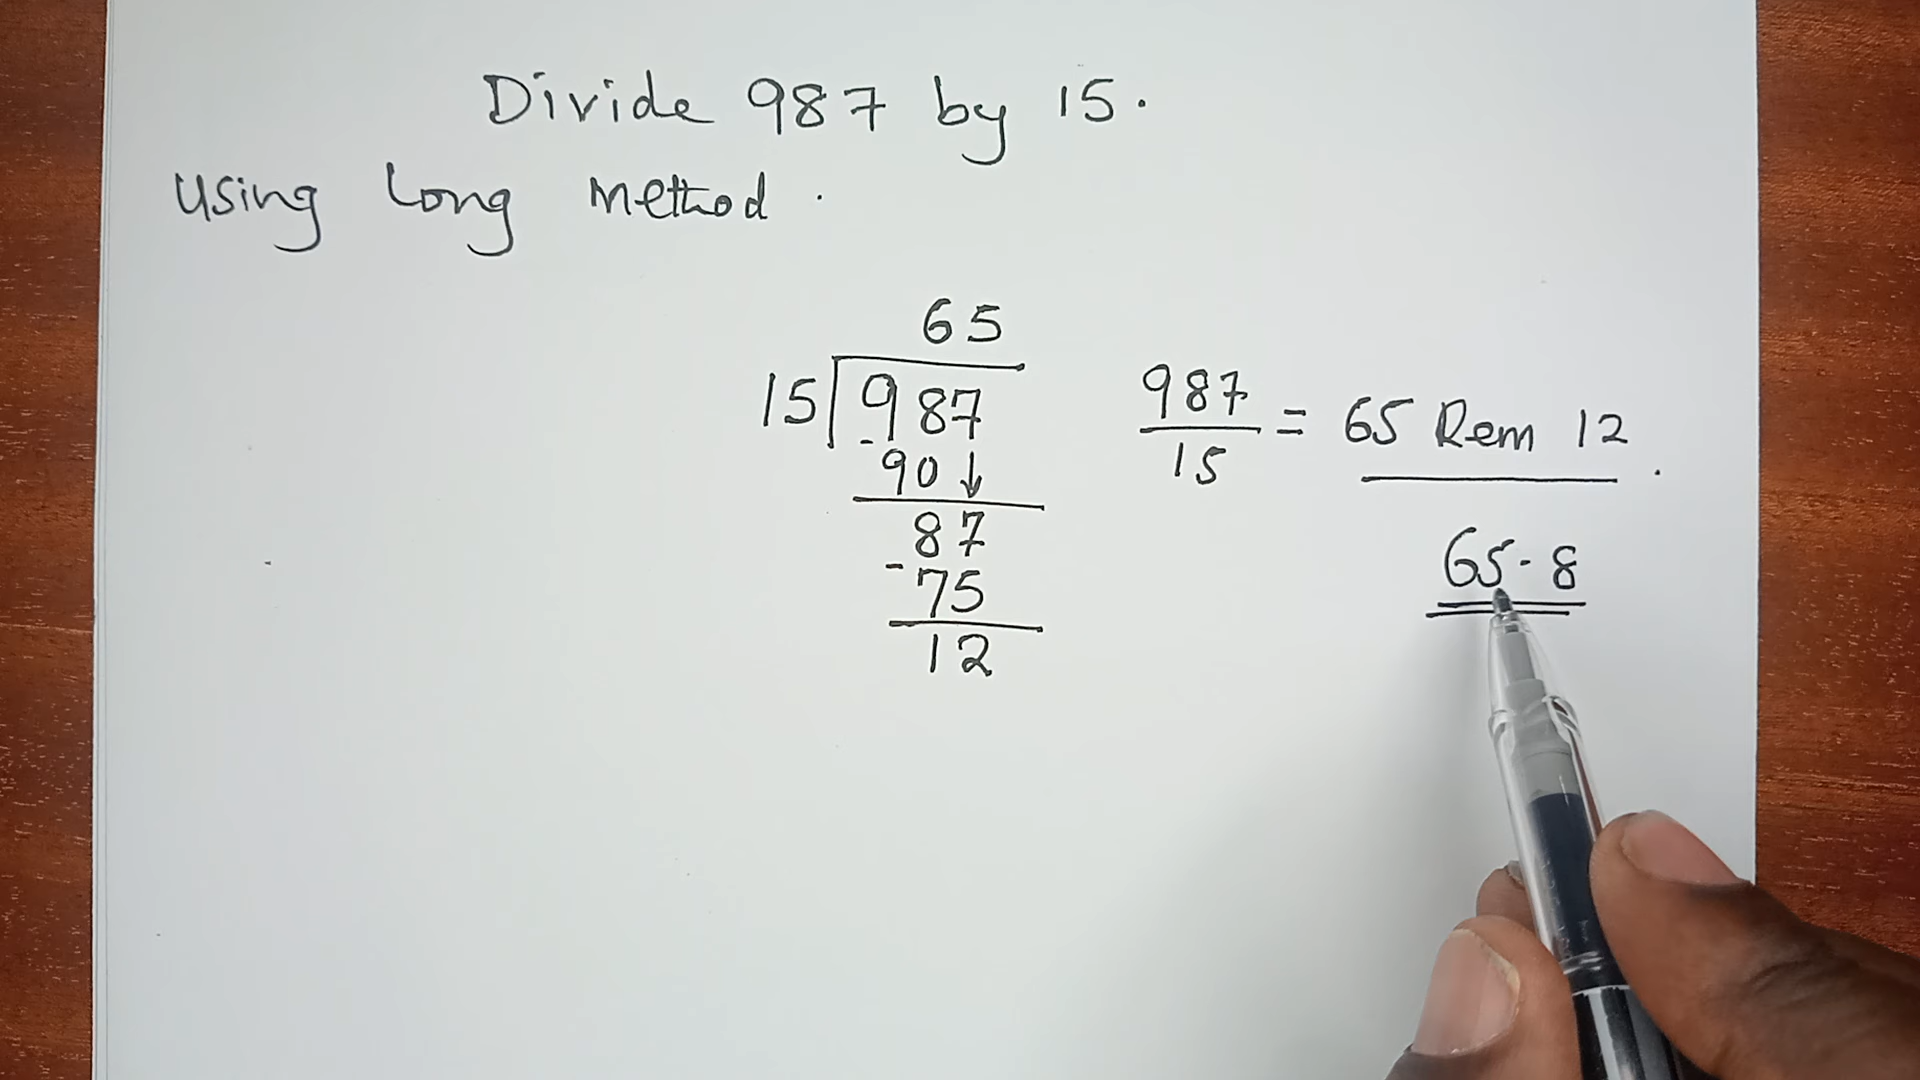 Divide 987 by 15.
Using Long method.
65
15 987
- 90 ↓
87
- 75
12
987
15
= 65 Rem 12.
65.8